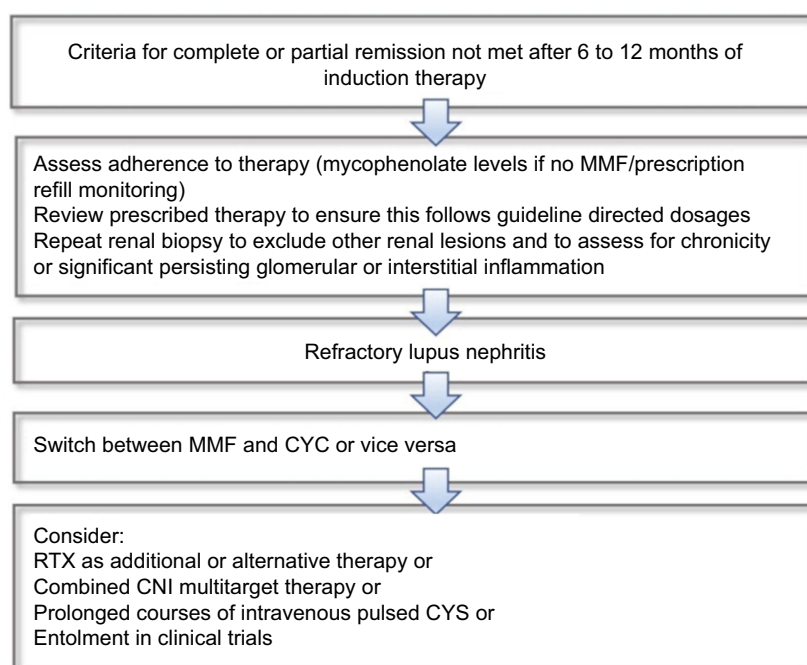 Criteria for complete or partial remission not met after 6 to 12 months of
induction therapy
Assess adherence to therapy (mycophenolate levels if no MMF/prescription
refill monitoring)
Review prescribed therapy to ensure this follows guideline directed dosages
Repeat renal biopsy to exclude other renal lesions and to assess for chronicity
or significant persisting glomerular or interstitial inflammation
Refractory lupus nephritis
Switch between MMF and CYC or vice versa
Consider:
RTX as additional or alternative therapy or
Combined CNI multitarget therapy or
Prolonged courses of intravenous pulsed CYS or
Entolment in clinical trials